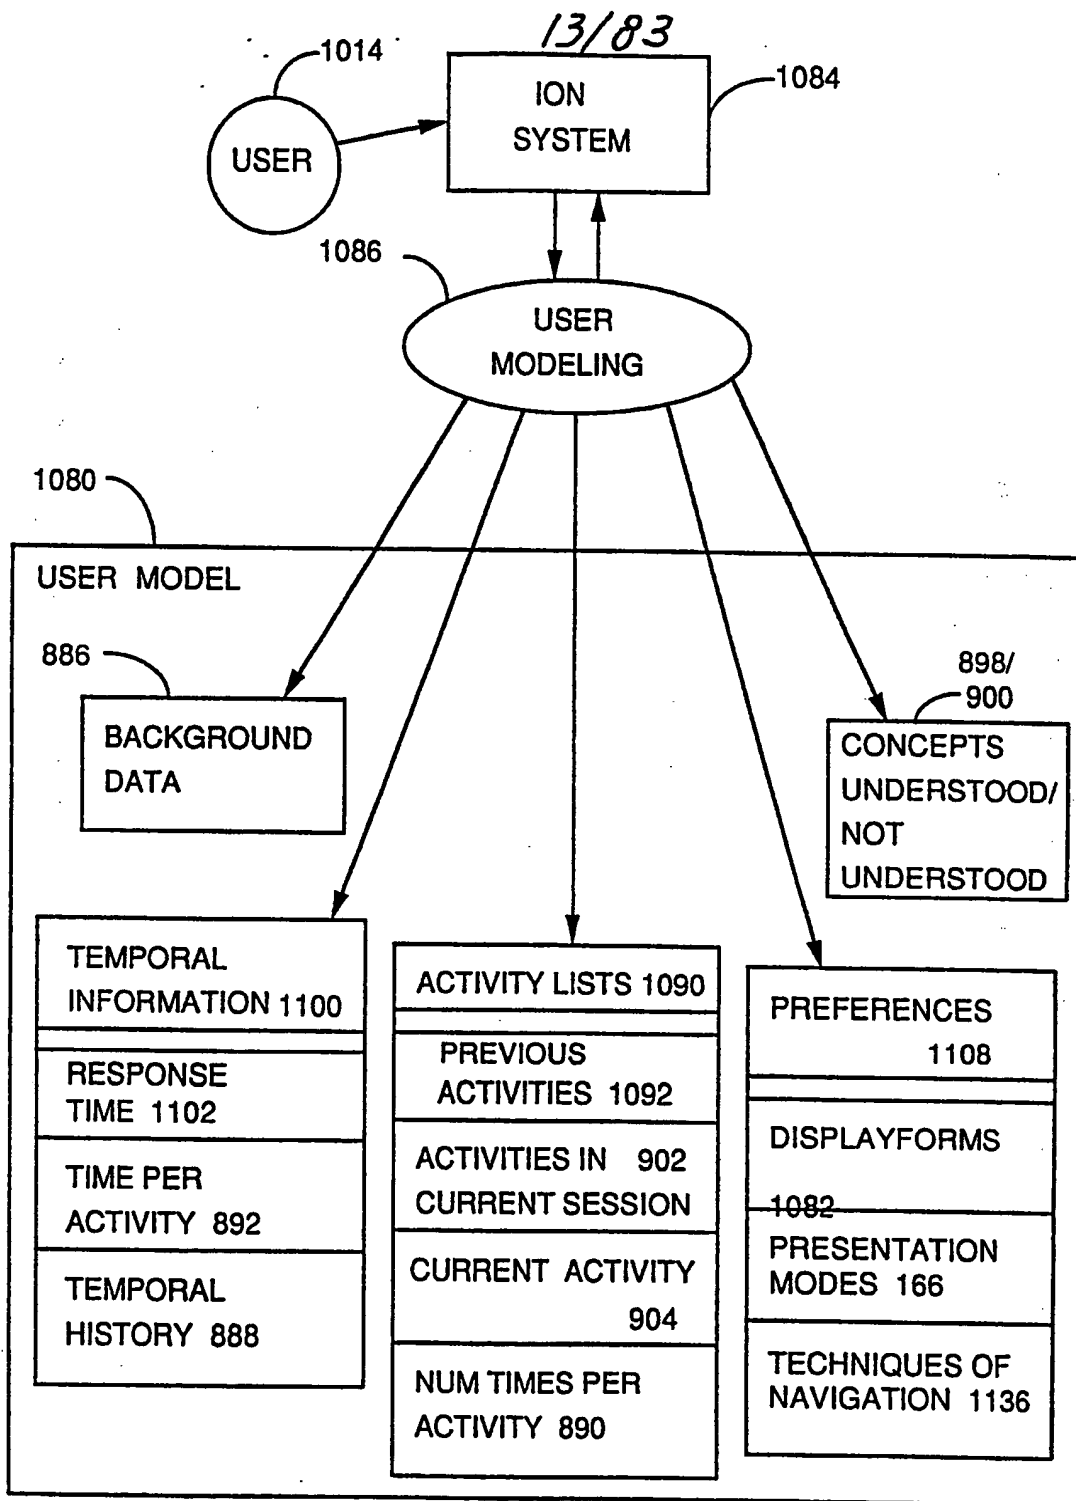 13/83
1014
ION
SYSTEM
1084
USER
1086
USER
MODELING
1080
USER MODEL
886
BACKGROUND
DATA
898/
900
CONCEPTS
UNDERSTOOD/
NOT
UNDERSTOOD
TEMPORAL
INFORMATION 1100
RESPONSE
TIME 1102
TIME PER
ACTIVITY 892
TEMPORAL
HISTORY 888
ACTIVITY LISTS 1090
PREVIOUS
ACTIVITIES 1092
ACTIVITIES IN 902
CURRENT SESSION
CURRENT ACTIVITY
904
NUM TIMES PER
ACTIVITY 890
PREFERENCES
1108
DISPLAYFORMS
1082
PRESENTATION
MODES 166
TECHNIQUES OF
NAVIGATION 1136